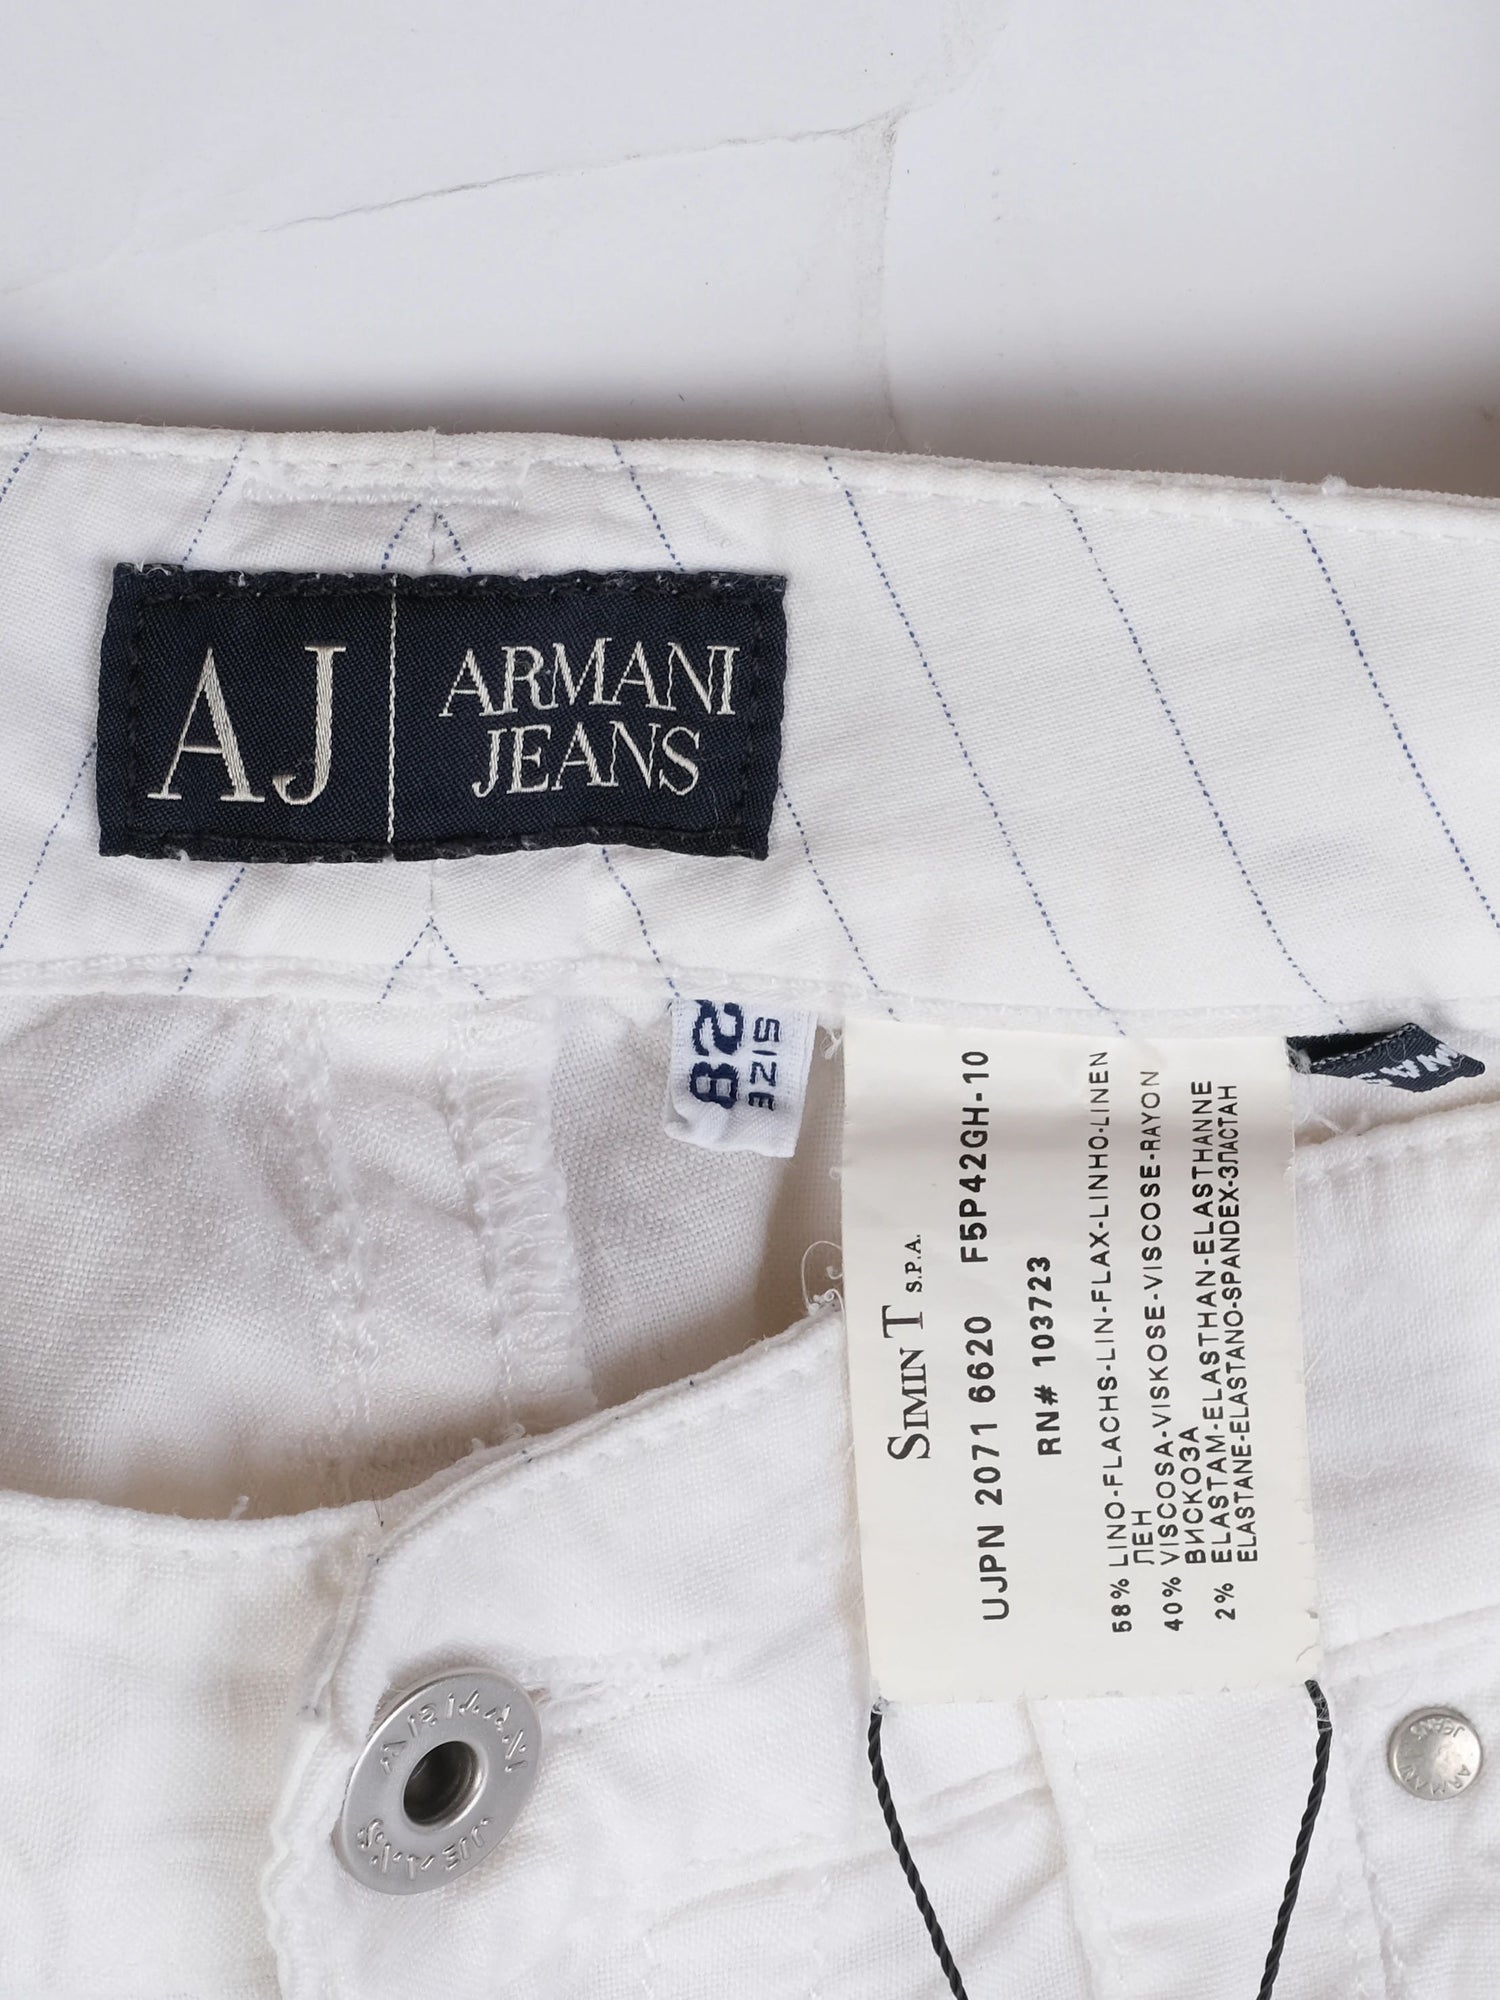 AJ
ARMANI
JEANS
SIZE
28
SIMINT S.P.A.
UJPN 2071 6620 F5P42GH-10
RN# 103723
58% LINO-FLACHS-LIN-FLAX-LINHO-LINEN
ЛЕН
40% VISCOSA-VISKOSE-VISCOSE-RAYON
ВИСКОЗА
2% ELASTAM-ELASTHAN-ELASTHANNE
ELASTANE-ELASTANO-SPANDEX-ЭЛАСТАН
ARMANI
JEANS
ARMANI
JEANS